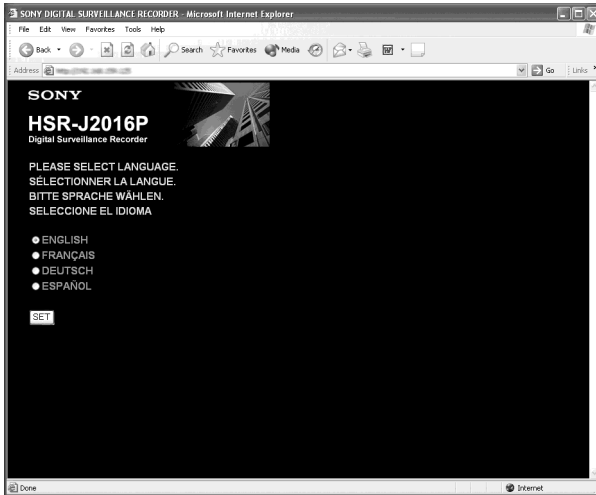 SONY DIGITAL SURVEILLANCE RECORDER - Microsoft Internet Explorer
File Edit View Favorites Tools Help
Back Search Favorites Media
Address Go Links
SONY
HSR-J2016P
Digital Surveillance Recorder
PLEASE SELECT LANGUAGE.
SÉLECTIONNER LA LANGUE.
BITTE SPRACHE WÄHLEN.
SELECCIONE EL IDIOMA
ENGLISH
FRANÇAIS
DEUTSCH
ESPAÑOL
SET
Done Internet